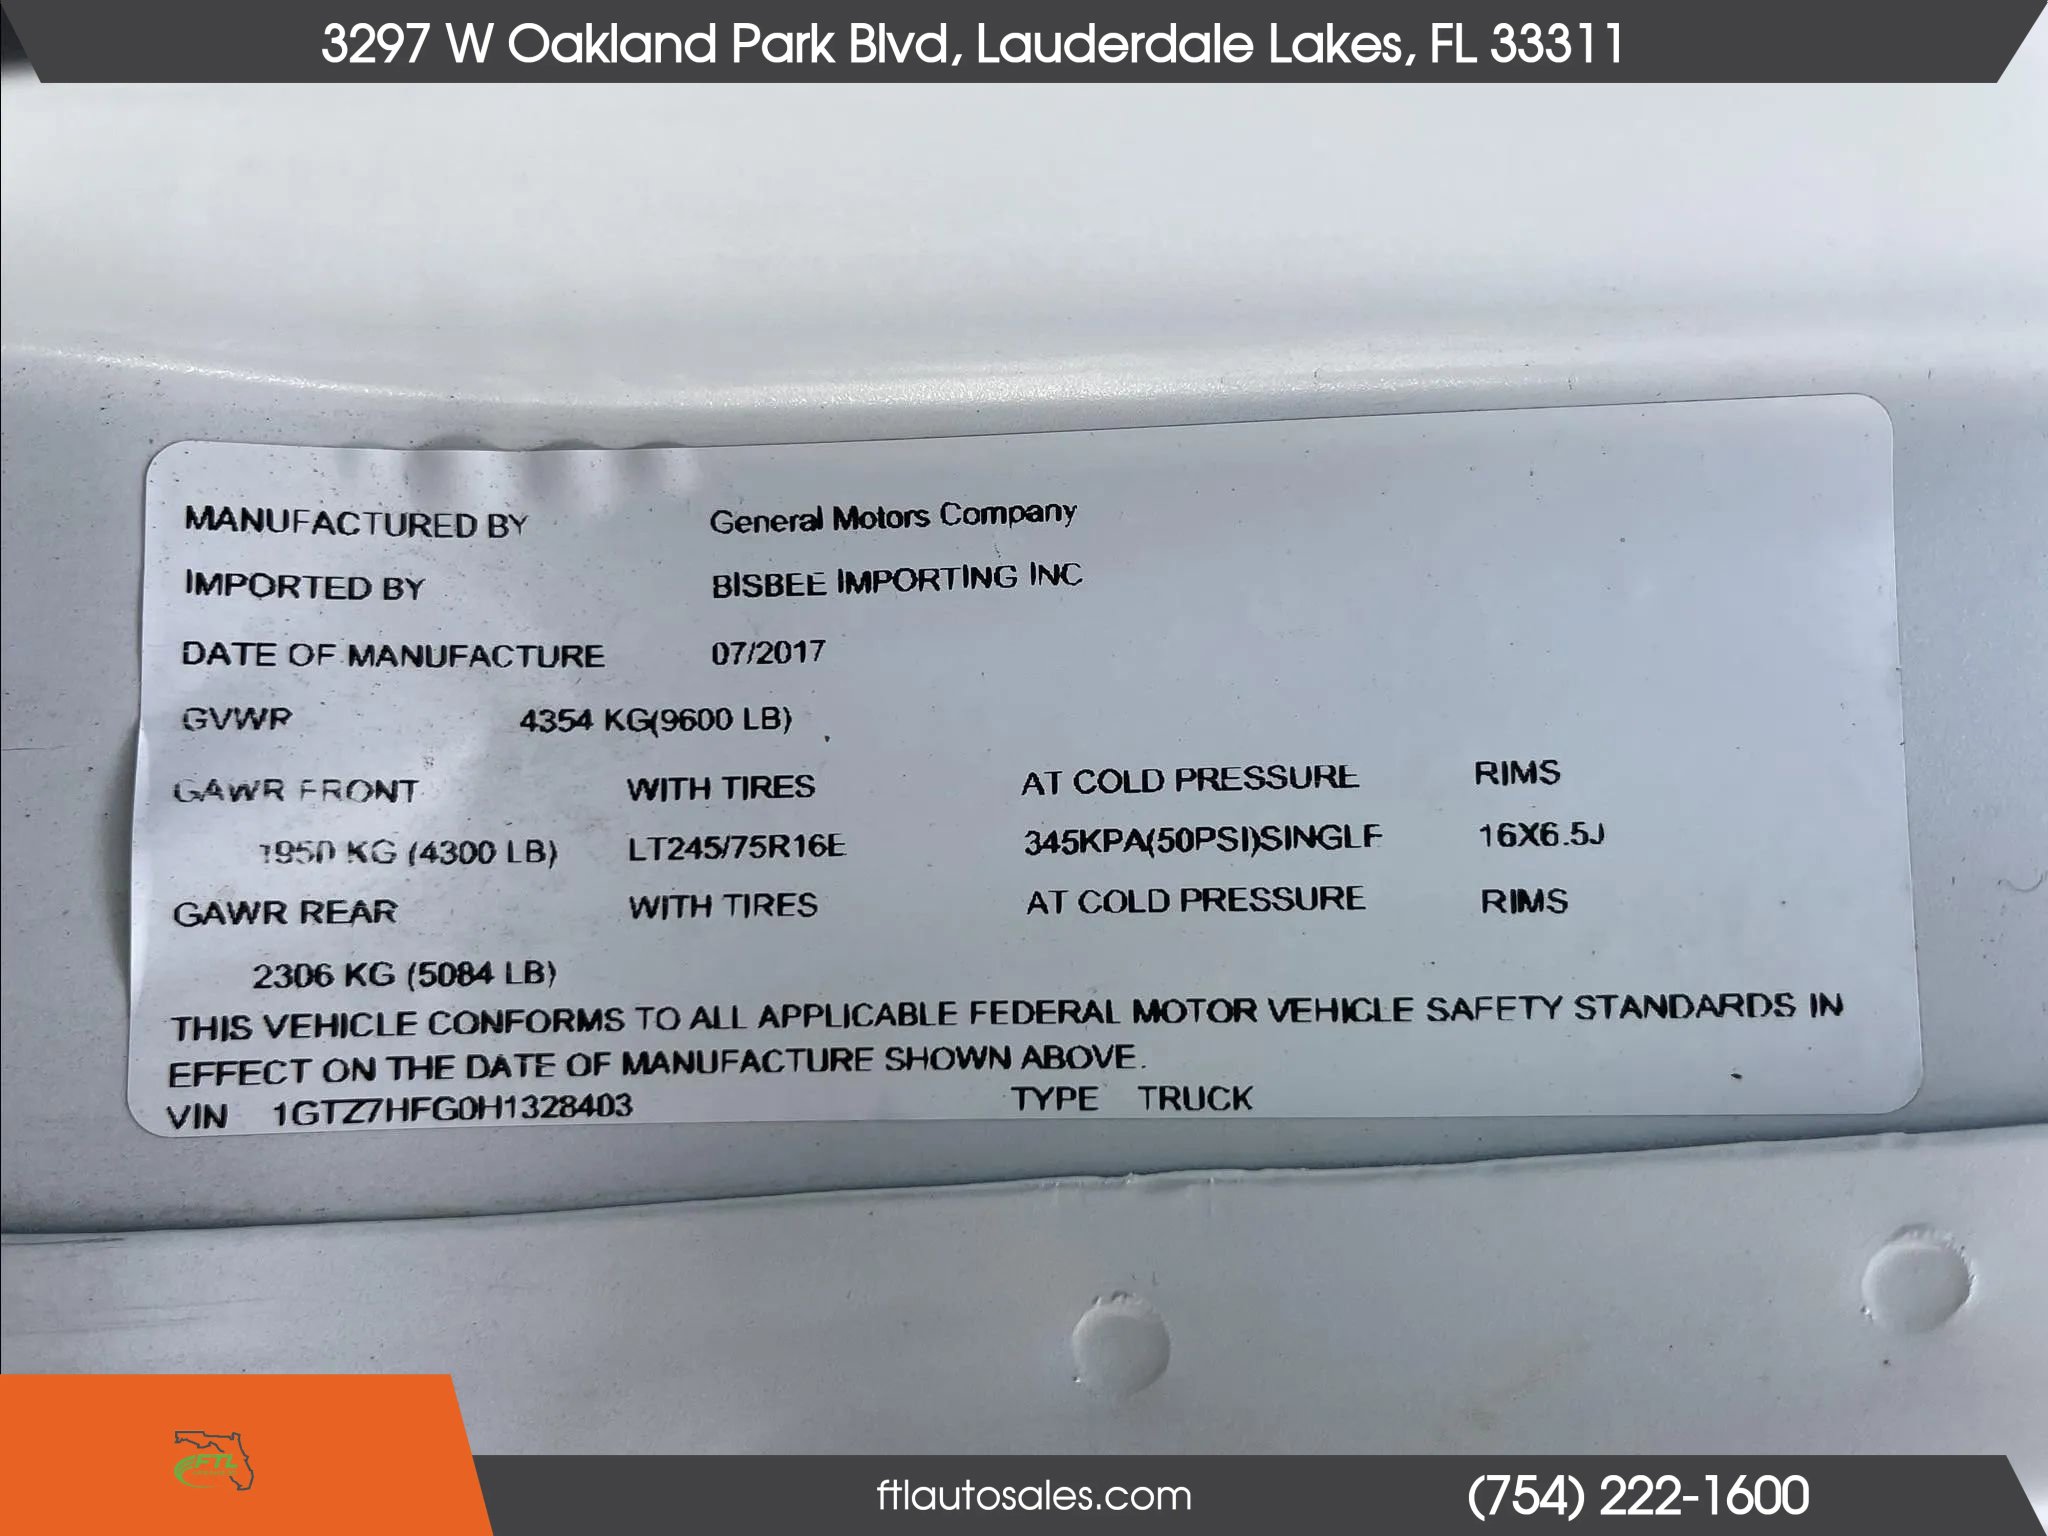 3297 W Oakland Park Blvd, Lauderdale Lakes, FL 33311
MANUFACTURED BY General Motors Company
IMPORTED BY BISBEE IMPORTING INC
DATE OF MANUFACTURE 07/2017
GVWR 4354 KG(9600 LB)
GAWR FRONT WITH TIRES AT COLD PRESSURE RIMS
1950 KG (4300 LB) LT245/75R16E 345KPA(50PSI)SINGLE 16X6.5J
GAWR REAR WITH TIRES AT COLD PRESSURE RIMS
2306 KG (5084 LB)
THIS VEHICLE CONFORMS TO ALL APPLICABLE FEDERAL MOTOR VEHICLE SAFETY STANDARDS IN
EFFECT ON THE DATE OF MANUFACTURE SHOWN ABOVE.
VIN 1GTZ7HFG0H1328403 TYPE TRUCK
FTL
ftlautosales.com (754) 222-1600